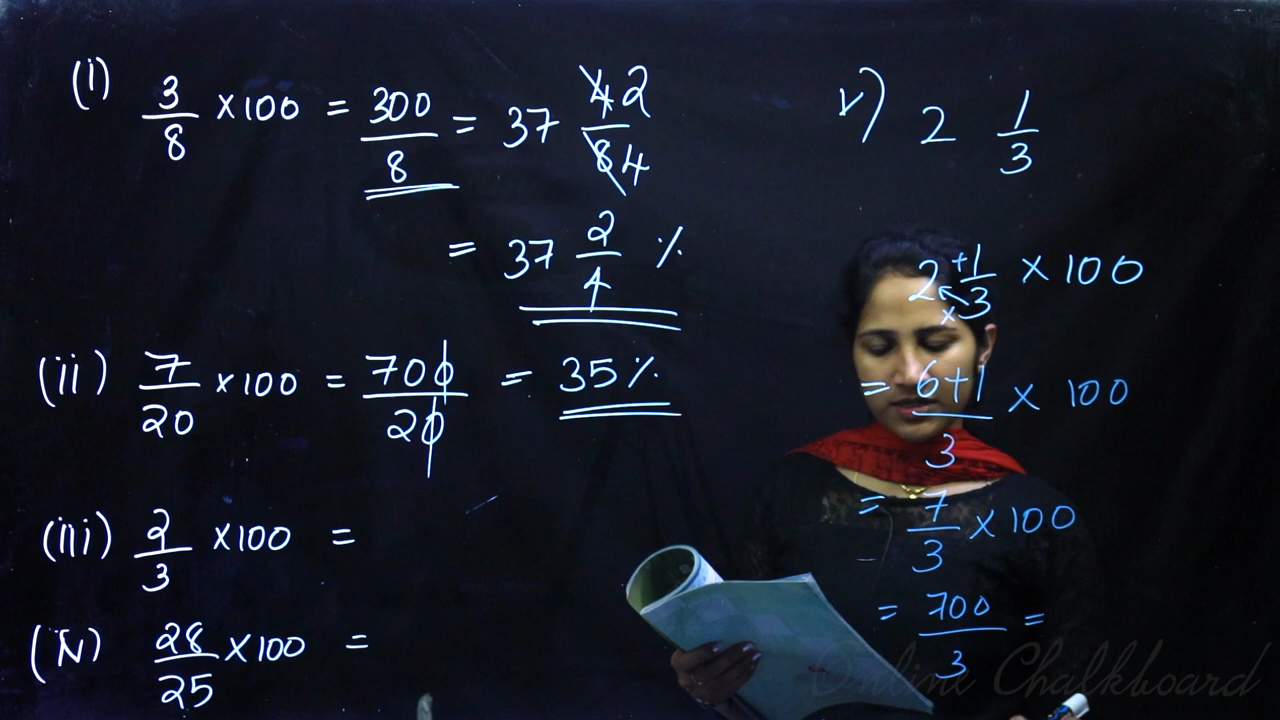 (i) 3/8 ×100 = 300/8 = 37 4̶ 2/8̶ 4
= 37 2/4 %
(ii) 7/20 ×100 = 700̶/20̶ = 35%
(iii) 2/3 ×100 =
(iv) 28/25 ×100 =
v) 2 1/3
2 +1/×3 × 100
= 6+1/3 × 100
= 7/3 × 100
= 700/3 =
Online Chalkboard